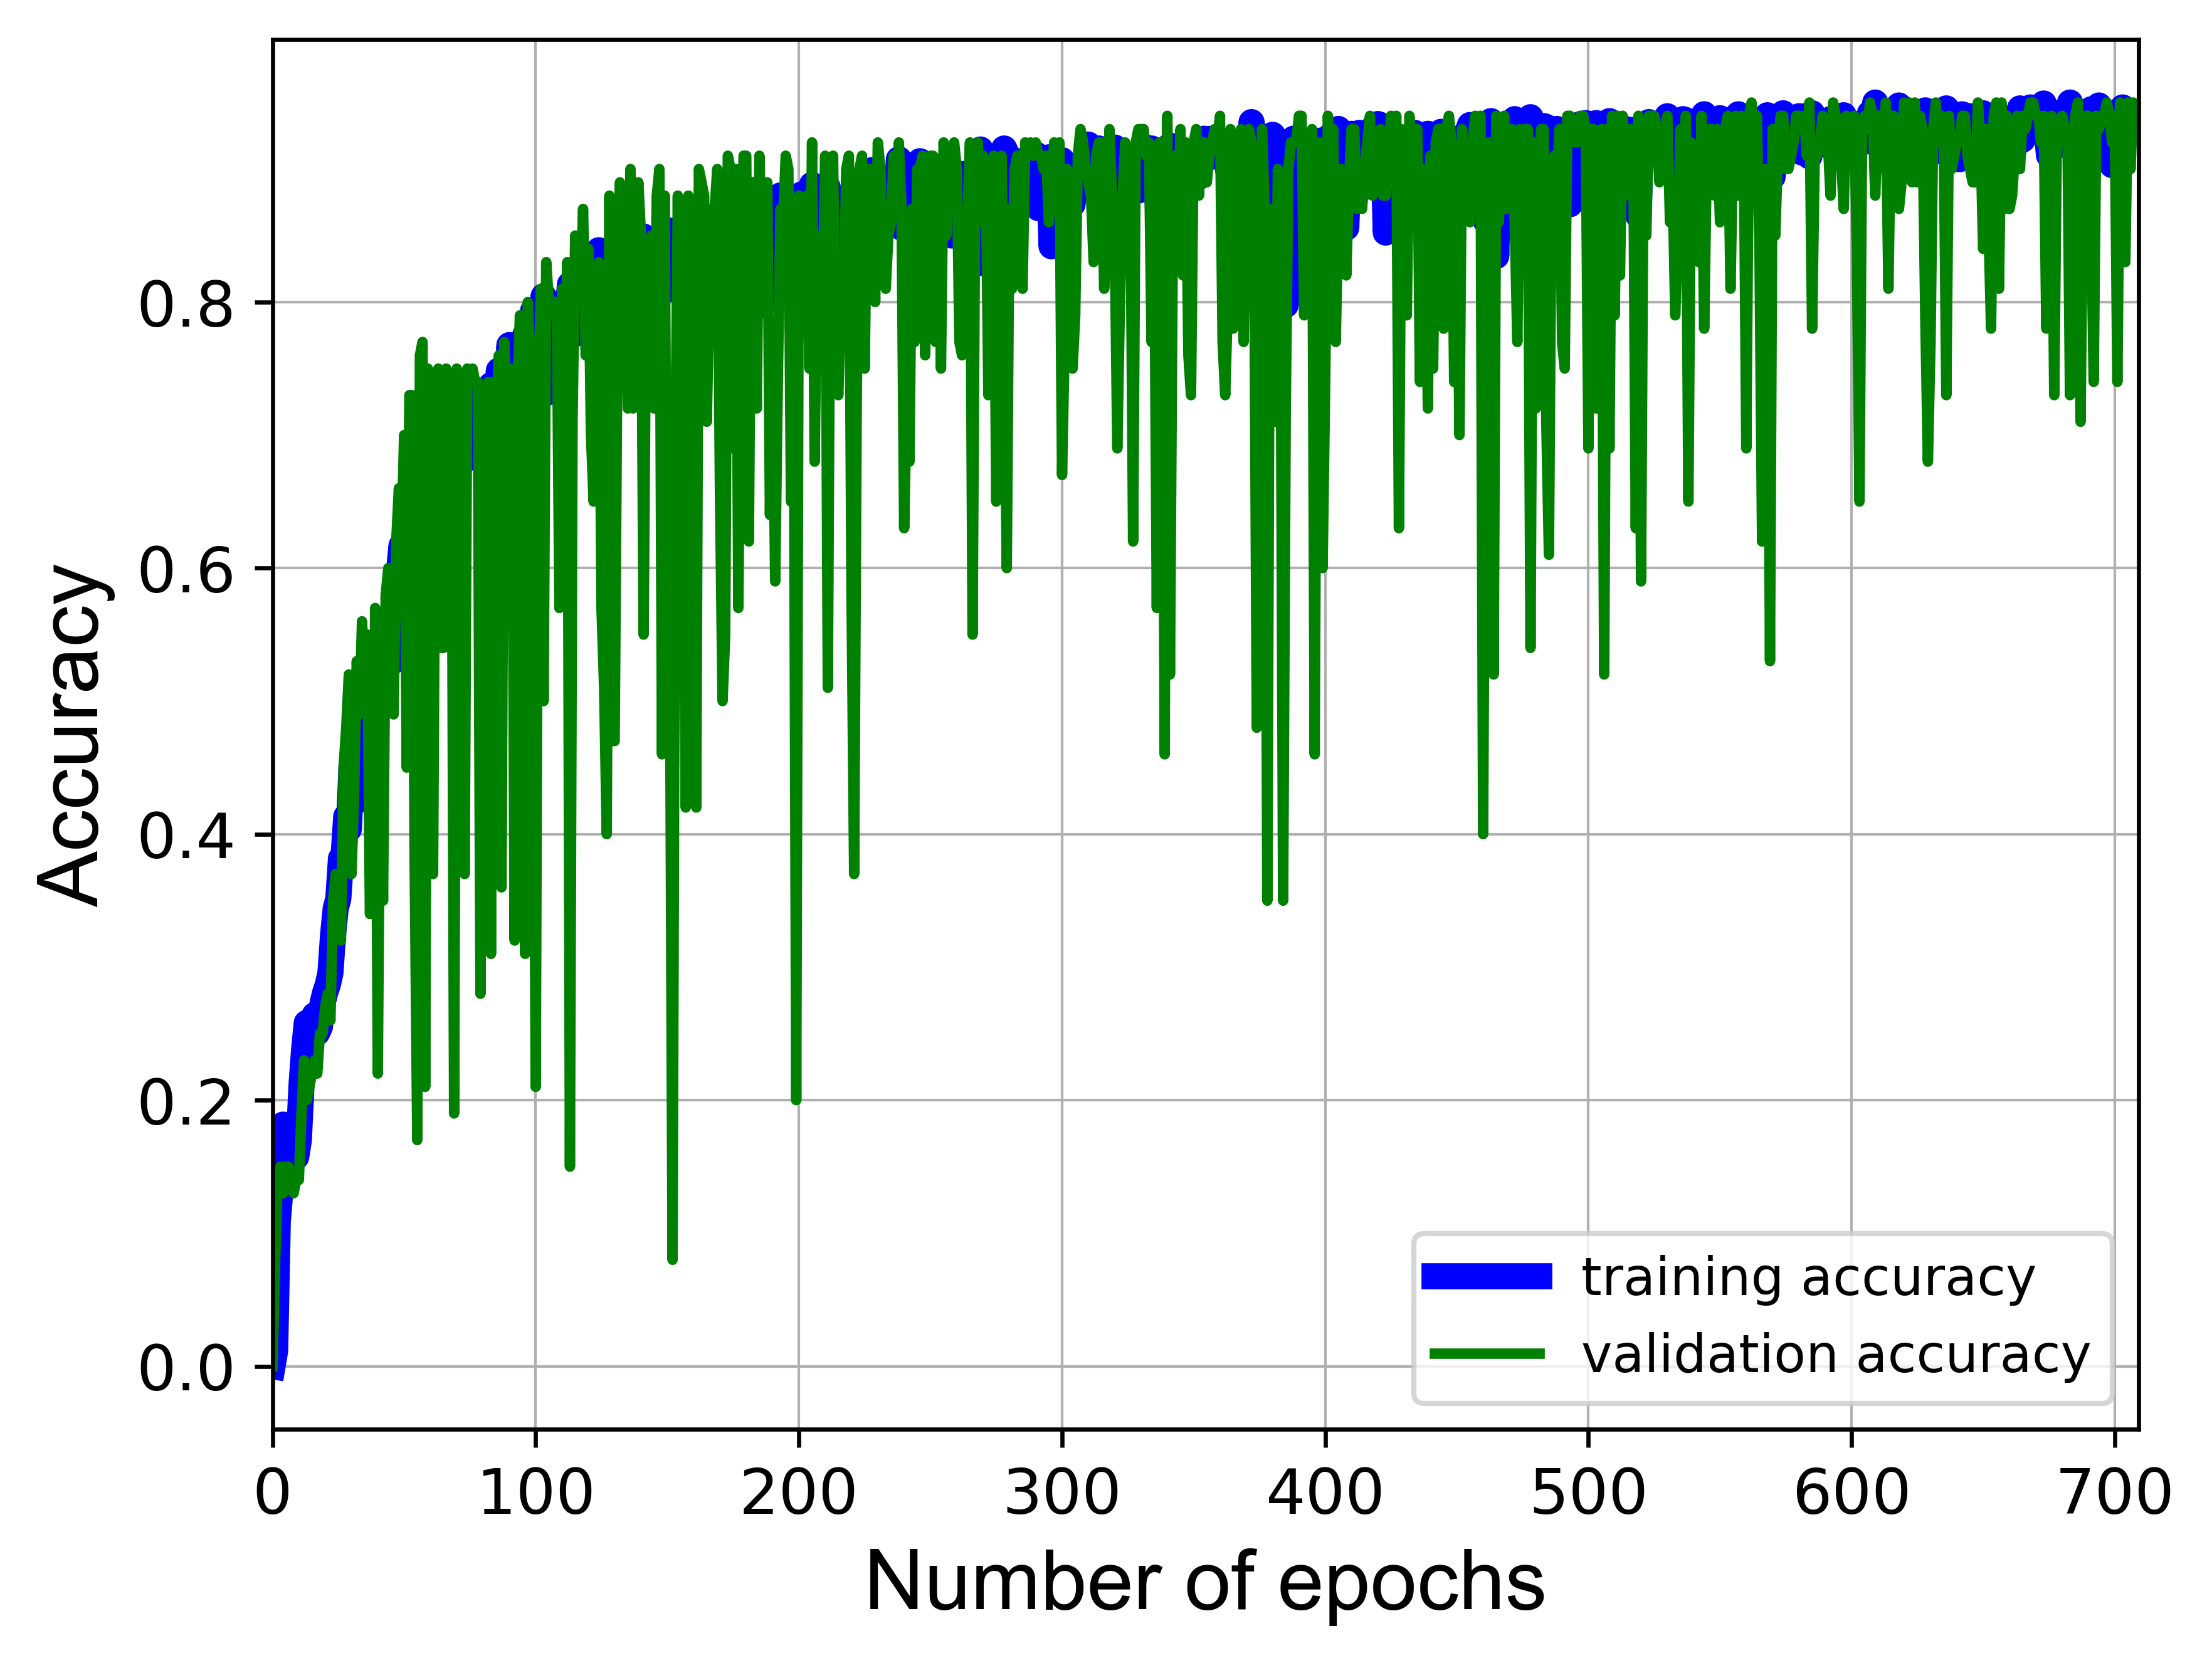 Accuracy
0.8
0.6
0.4
0.2
0.0
0 100 200 300 400 500 600 700
Number of epochs
training accuracy
validation accuracy